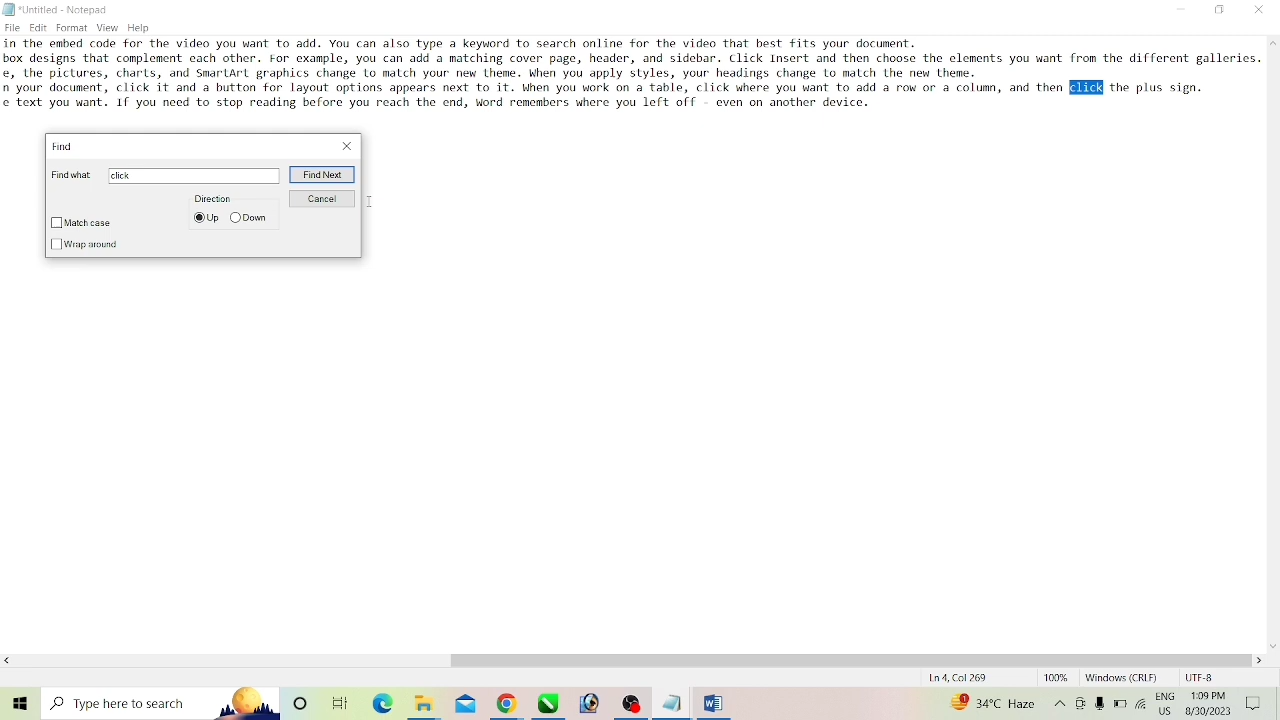 *Untitled - Notepad
File Edit Format View Help
in the embed code for the video you want to add. You can also type a keyword to search online for the video that best fits your document.
box designs that complement each other. For example, you can add a matching cover page, header, and sidebar. Click Insert and then choose the elements you want from the different galleries.
e, the pictures, charts, and SmartArt graphics change to match your new theme. When you apply styles, your headings change to match the new theme.
n your document, click it and a button for layout options appears next to it. When you work on a table, click where you want to add a row or a column, and then click the plus sign.
e text you want. If you need to stop reading before you reach the end, Word remembers where you left off - even on another device.
Find
Find what: click Find Next
Direction Cancel
Up Down
Match case
Wrap around
Ln 4, Col 269 100% Windows (CRLF) UTF-8
Type here to search
1 34°C Haze
ENG US
1:09 PM
8/30/2023